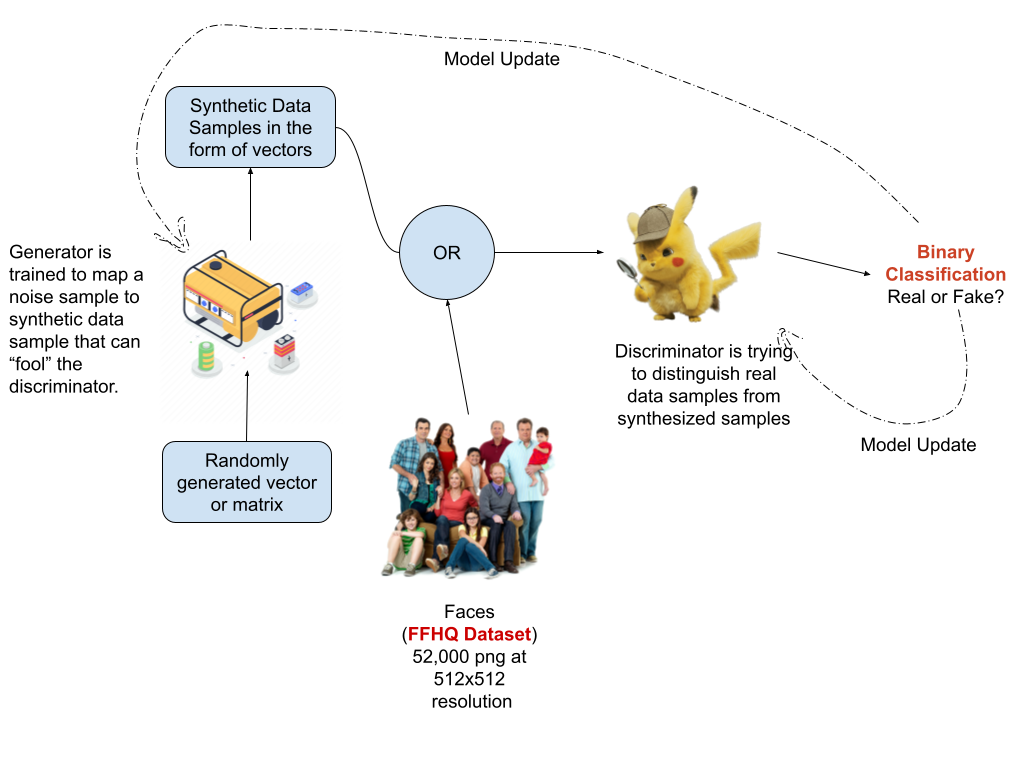 Model Update
Synthetic Data
Samples in the
form of vectors
Generator is
trained to map a
noise sample to
synthetic data
sample that can
“fool” the
discriminator.
OR
Binary
Classification
Real or Fake?
Discriminator is trying
to distinguish real
data samples from
synthesized samples
Model Update
Randomly
generated vector
or matrix
Faces
(FFHQ Dataset)
52,000 png at
512x512
resolution